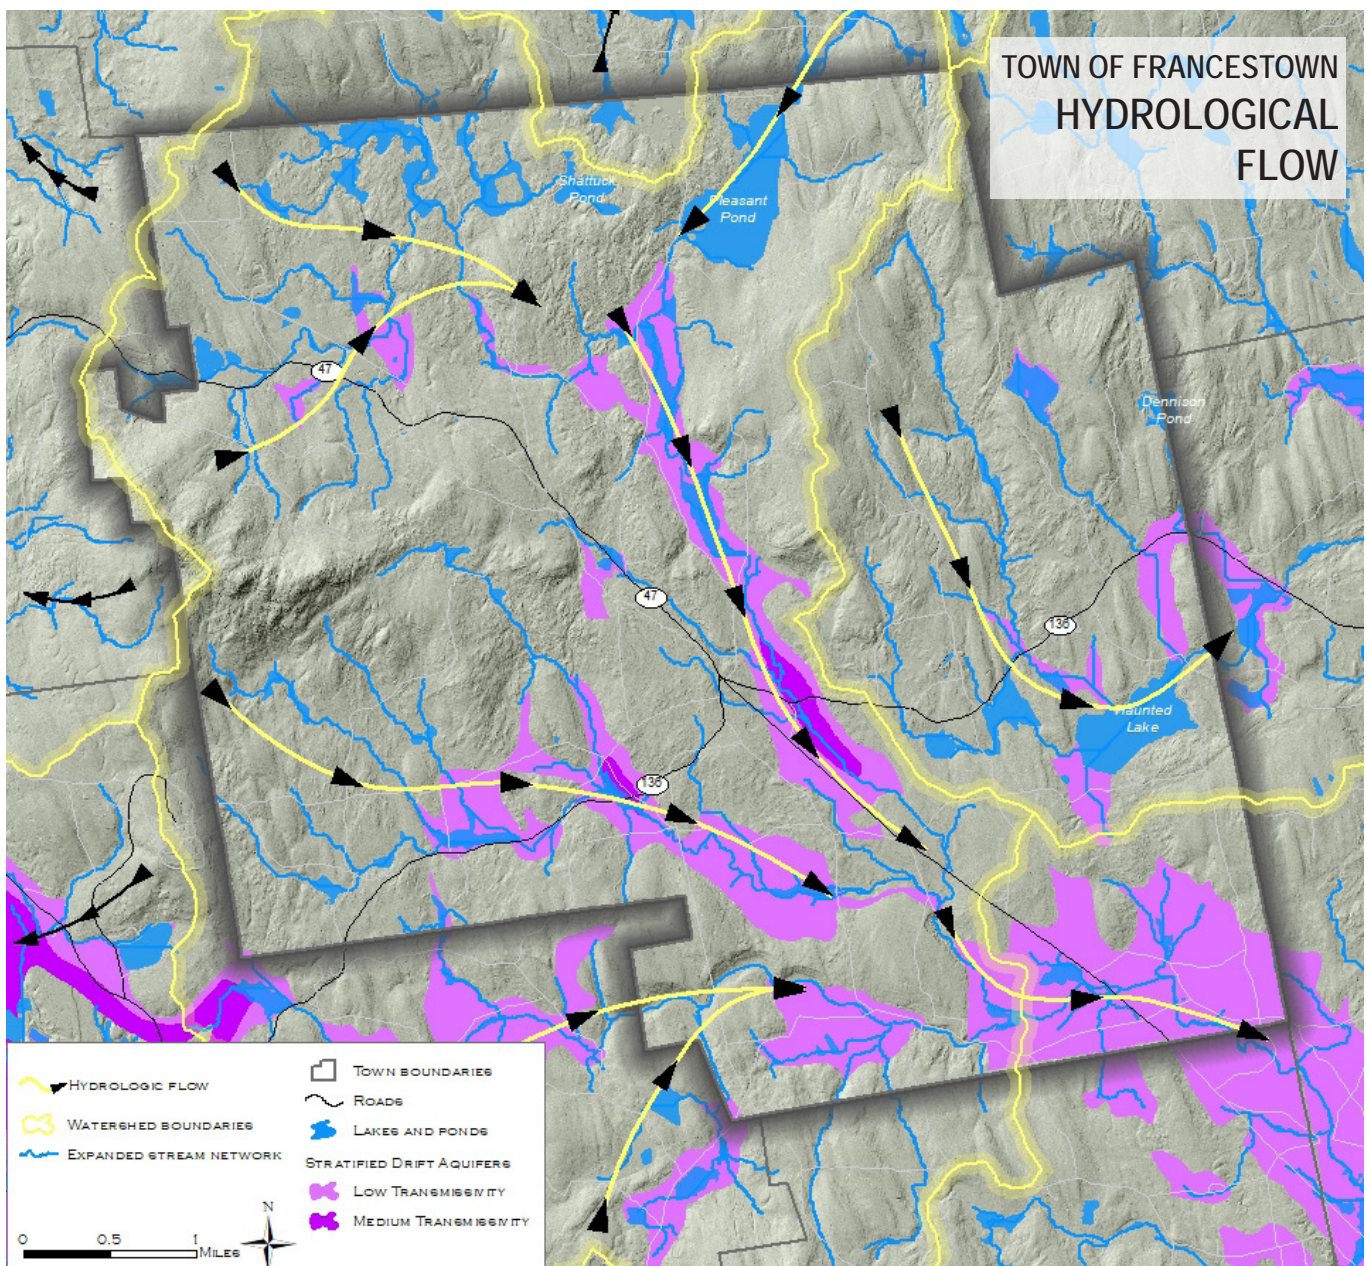 TOWN OF FRANCESTOWN
HYDROLOGICAL
FLOW
Shattuck
Pond
Pleasant
Pond
47
Dennison
Pond
47
136
Haunted
Lake
136
HYDROLOGIC FLOW
WATERSHED BOUNDARIES
EXPANDED STREAM NETWORK
TOWN BOUNDARIES
ROADS
LAKES AND PONDS
STRATIFIED DRIFT AQUIFERS
LOW TRANSMISSIVITY
MEDIUM TRANSMISSIVITY
N
0 0.5 1
MILES